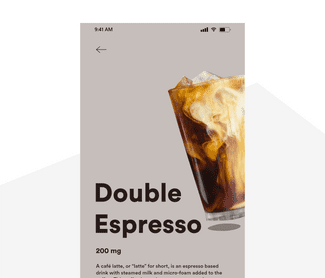 9:41 AM
Double
Espresso
200 mg
A café latte, or "latte" for short, is an espresso based
drink with steamed milk and micro-foam added to the